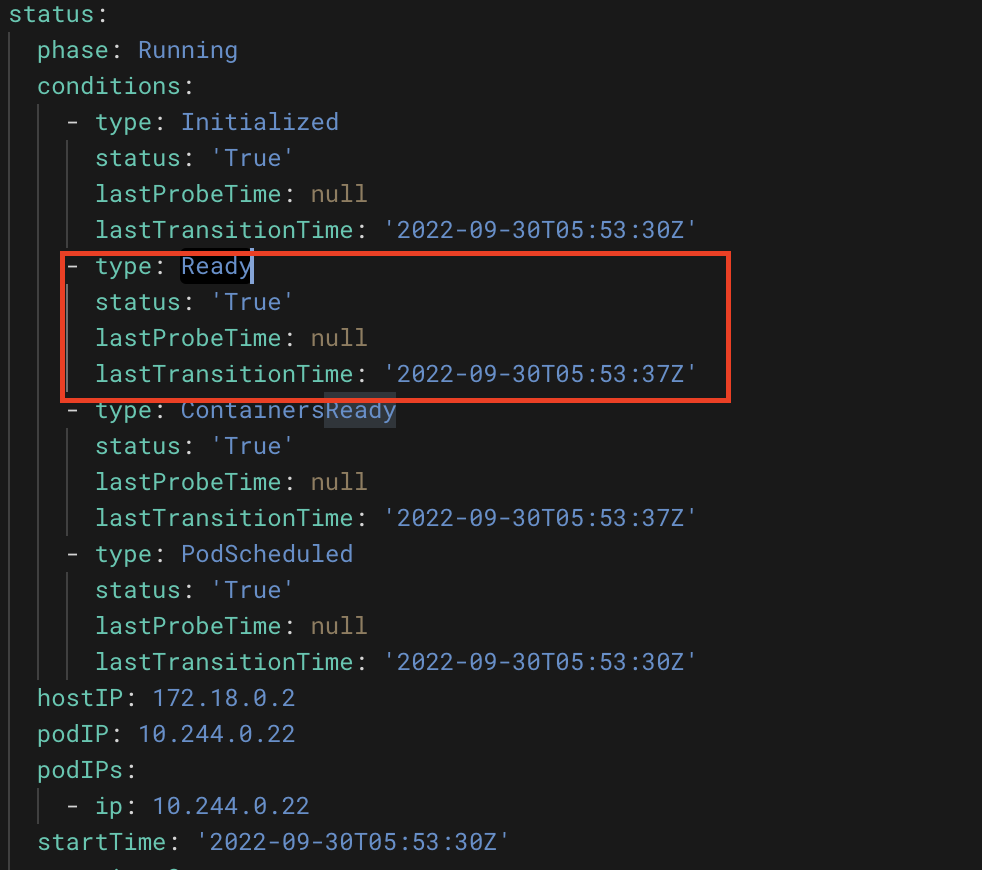 status:
phase: Running
conditions:
- type: Initialized
status: 'True'
lastProbeTime: null
lastTransitionTime: '2022-09-30T05:53:30Z'
- type: Ready
status: 'True'
lastProbeTime: null
lastTransitionTime: '2022-09-30T05:53:37Z'
- type: ContainersReady
status: 'True'
lastProbeTime: null
lastTransitionTime: '2022-09-30T05:53:37Z'
- type: PodScheduled
status: 'True'
lastProbeTime: null
lastTransitionTime: '2022-09-30T05:53:30Z'
hostIP: 172.18.0.2
podIP: 10.244.0.22
podIPs:
- ip: 10.244.0.22
startTime: '2022-09-30T05:53:30Z'